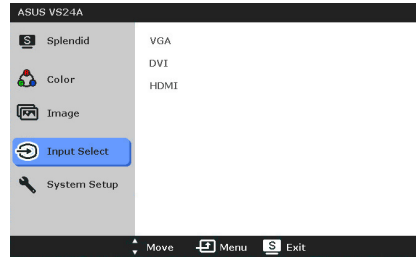 ASUS VS24A
S Splendid
VGA
DVI
Color
HDMI
Image
Input Select
System Setup
Move Menu S Exit